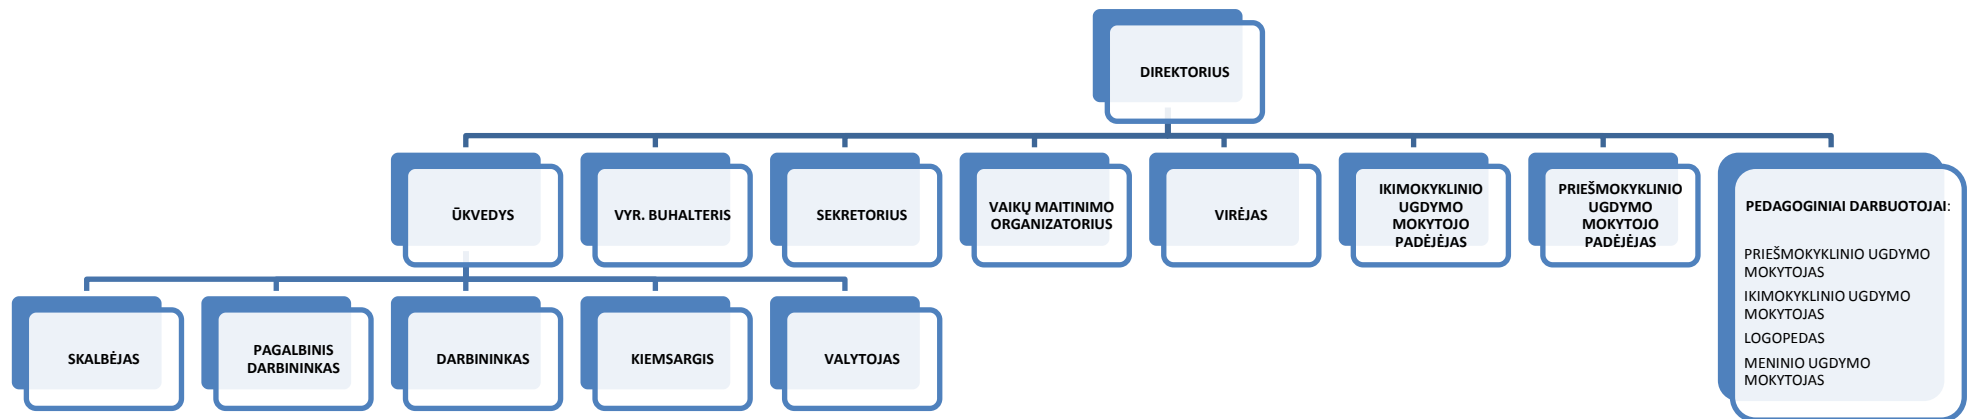 DIREKTORIUS
ŪKVEDYS
VYR. BUHALTERIS
SEKRETORIUS
VAIKŲ MAITINIMO
ORGANIZATORIUS
VIRĖJAS
IKIMOKYKLINIO
UGDYMO
MOKYTOJO
PADĖJĖJAS
PRIEŠMOKYKLINIO
UGDYMO
MOKYTOJO
PADĖJĖJAS
PEDAGOGINIAI DARBUOTOJAI:
PRIEŠMOKYKLINIO UGDYMO
MOKYTOJAS
IKIMOKYKLINIO UGDYMO
MOKYTOJAS
LOGOPEDAS
MENINIO UGDYMO
MOKYTOJAS
SKALBĖJAS
PAGALBINIS
DARBININKAS
DARBININKAS
KIEMSARGIS
VALYTOJAS